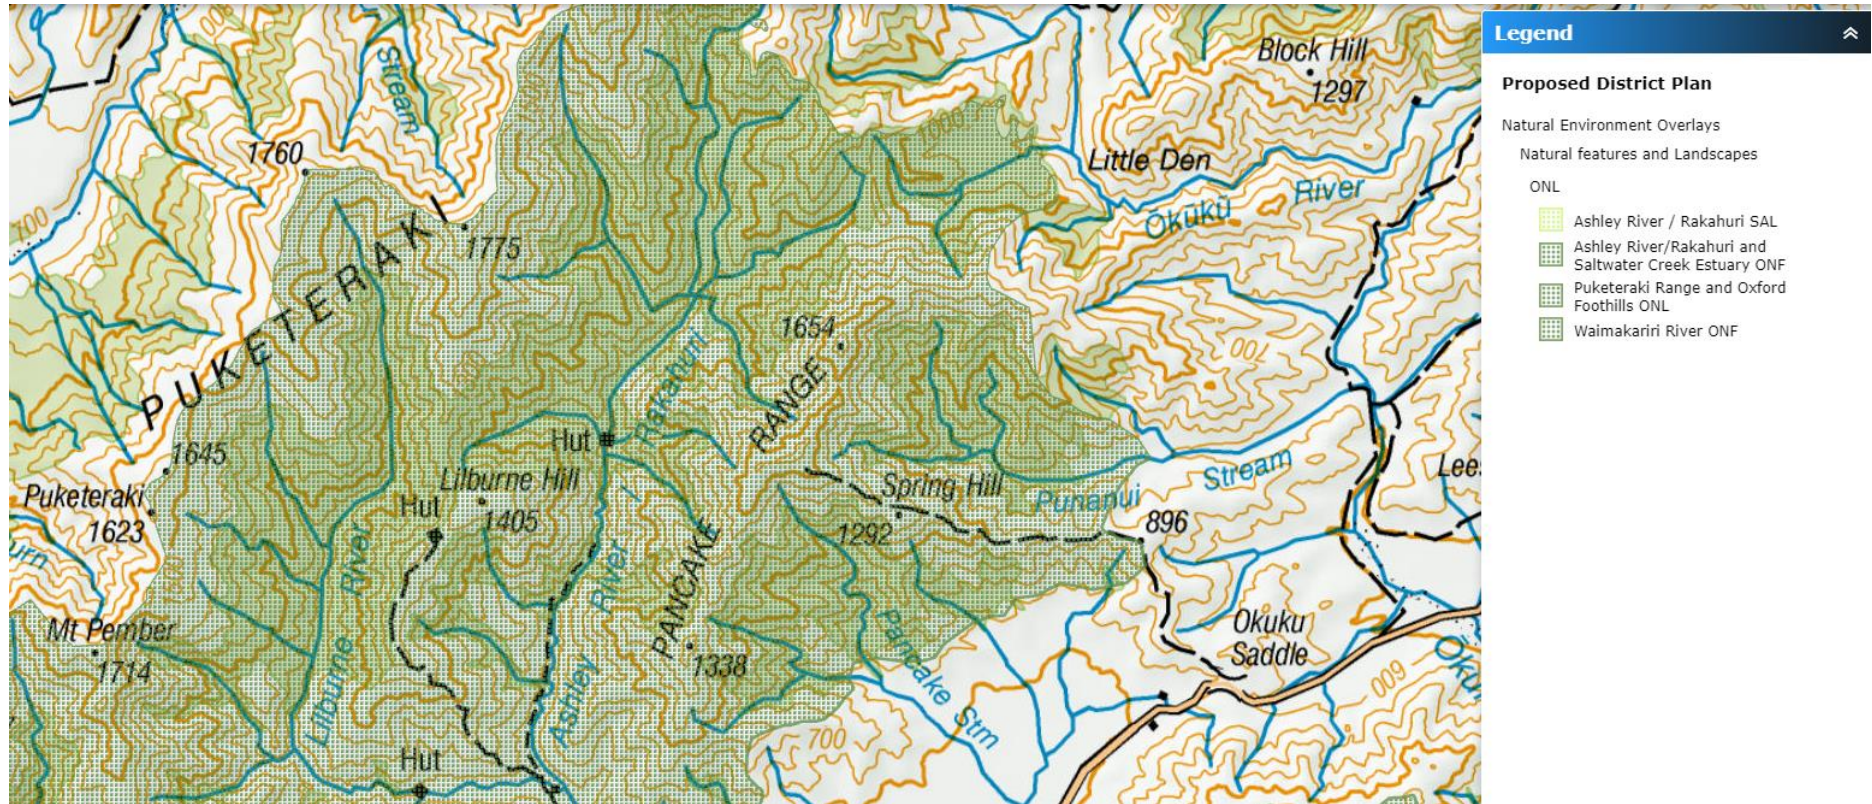 Legend
Proposed District Plan
Natural Environment Overlays
Natural features and Landscapes
ONL
Ashley River / Rakahuri SAL
Ashley River/Rakahuri and
Saltwater Creek Estuary ONF
Puketeraki Range and Oxford
Foothills ONL
Waimakariri River ONF
Stream
Block Hill
1297
1760
Little Den
Ōkūkū River
1000
700
1775
PUKETERAKI
1654
700
Rakahuri
RANGE
Hut
1645
Lilburne Hill
1405
Puketeraki
1623
Hut
Spring Hill
1292
Punanui Stream
896
Lees
River
PANCAKE
River /
Mt Pember
1714
Okuku
Saddle
1338
Pancake Stm
Lilburne
Ashley
600
700
Hut